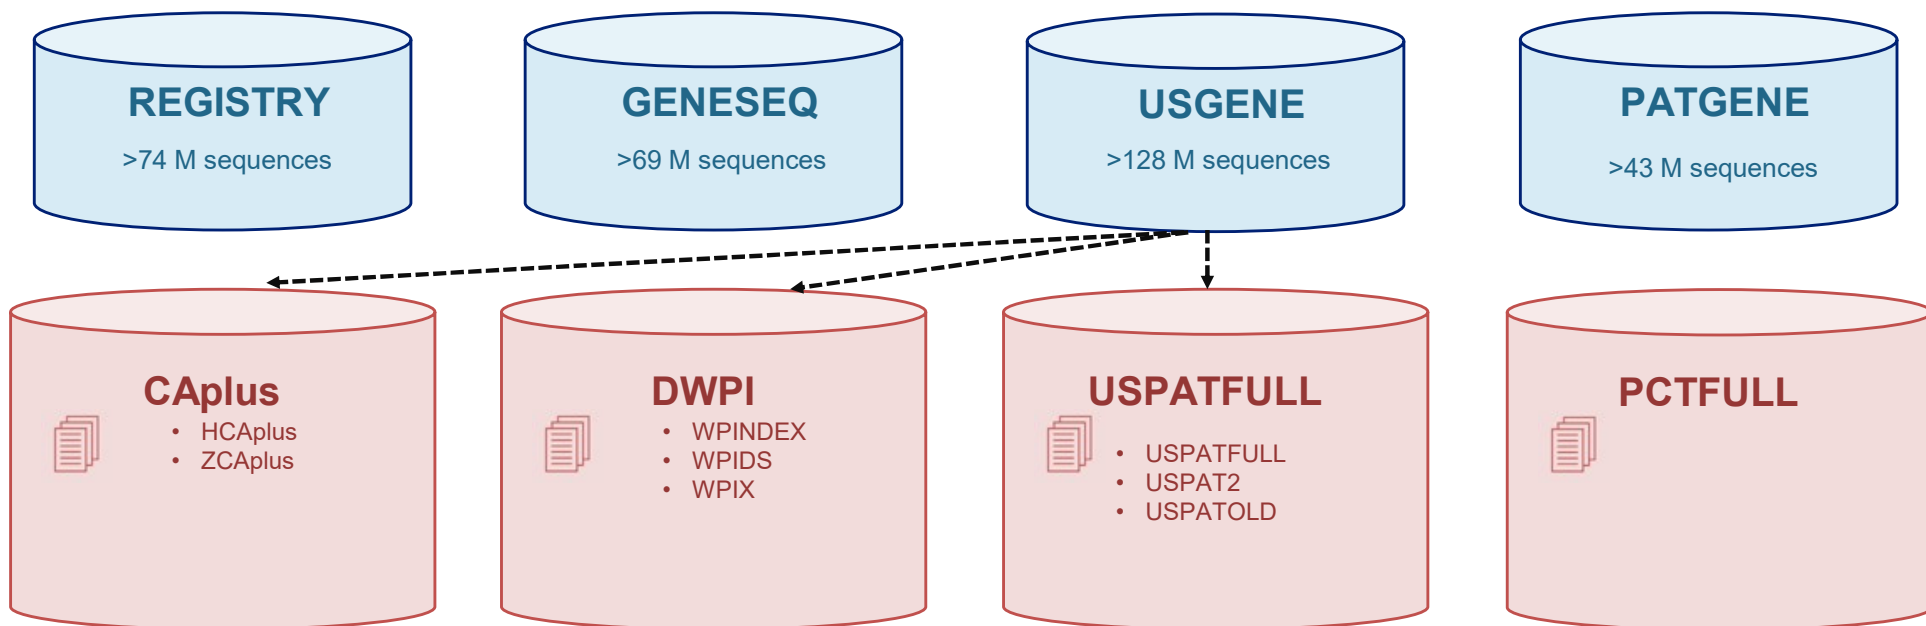 REGISTRY
>74 M sequences
GENESEQ
>69 M sequences
USGENE
>128 M sequences
PATGENE
>43 M sequences
CAplus
• HCAplus
• ZCAplus
DWPI
• WPINDEX
• WPIDS
• WPIX
USPATFULL
• USPATFULL
• USPAT2
• USPATOLD
PCTFULL